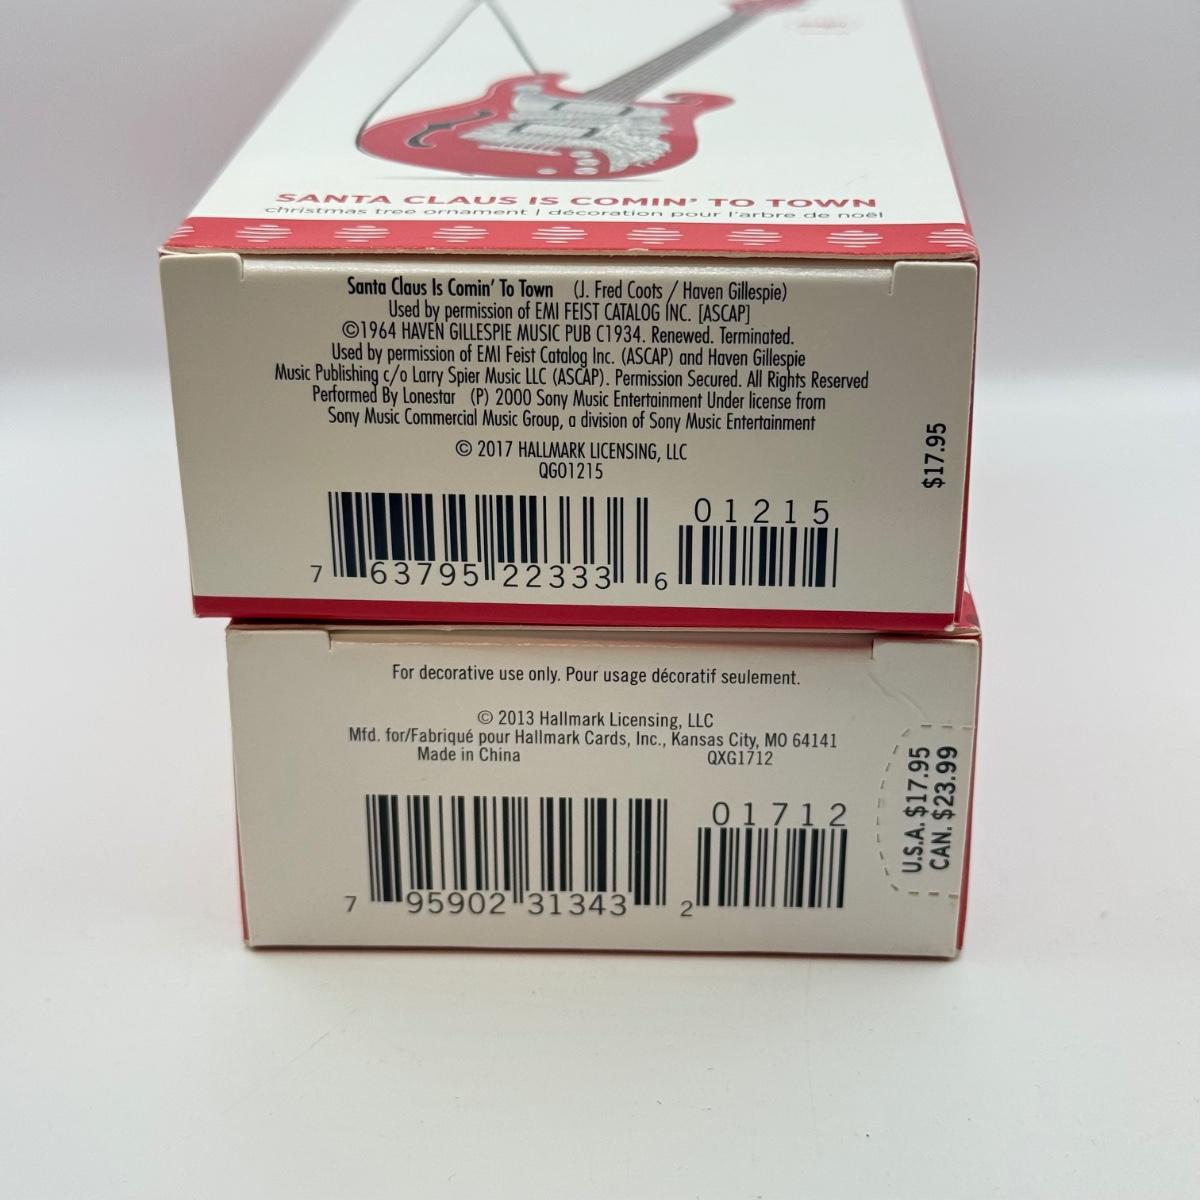 SANTA CLAUS IS COMIN' TO TOWN
christmas tree ornament | décoration pour l'arbre de noël
Santa Claus Is Comin' To Town (J. Fred Coots / Haven Gillespie)
Used by permission of EMI FEIST CATALOG INC. [ASCAP]
©1964 HAVEN GILLESPIE MUSIC PUB C1934. Renewed. Terminated.
Used by permission of EMI Feist Catalog Inc. (ASCAP) and Haven Gillespie
Music Publishing c/o Larry Spier Music LLC (ASCAP). Permission Secured. All Rights Reserved
Performed By Lonestar (P) 2000 Sony Music Entertainment Under license from
Sony Music Commercial Music Group, a division of Sony Music Entertainment
© 2017 HALLMARK LICENSING, LLC
QGO1215
$17.95
01215
7 63795 22333 6
For decorative use only. Pour usage décoratif seulement.
© 2013 Hallmark Licensing, LLC
Mfd. for/Fabriqué pour Hallmark Cards, Inc., Kansas City, MO 64141
Made in China QXG1712
U.S.A. $17.95
CAN. $23.99
01712
7 95902 31343 2